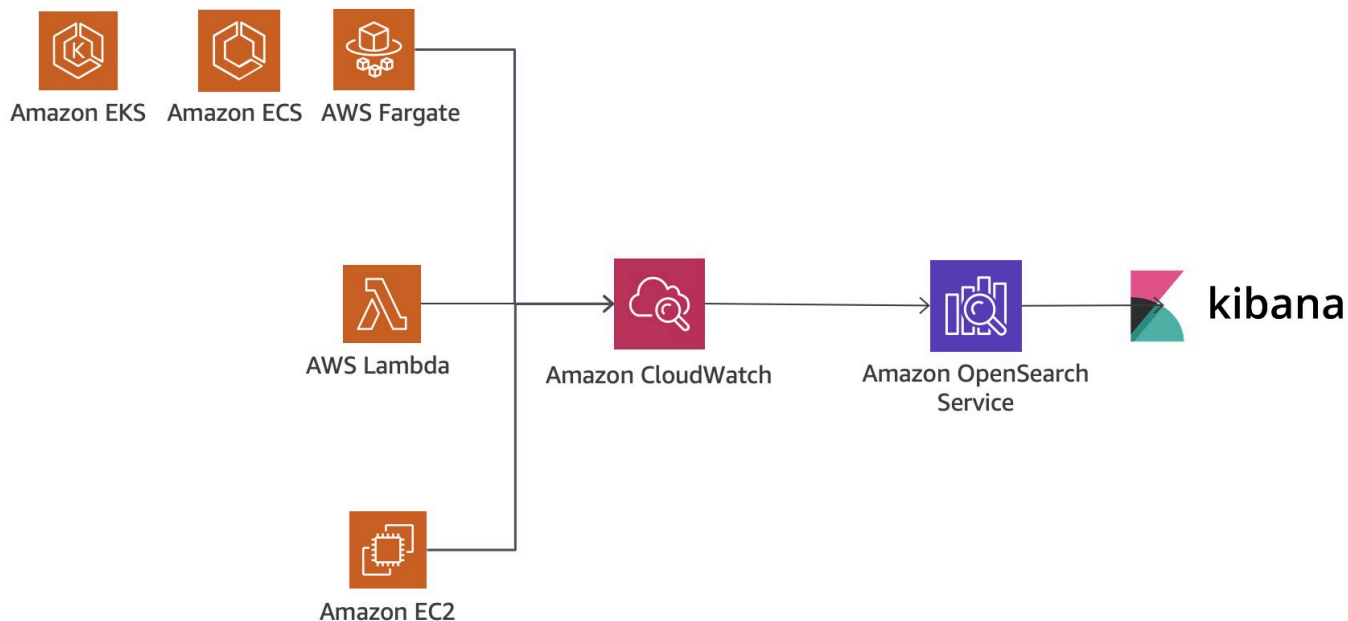 Amazon EKS
Amazon ECS
AWS Fargate
AWS Lambda
Amazon CloudWatch
Amazon OpenSearch
Service
kibana
Amazon EC2